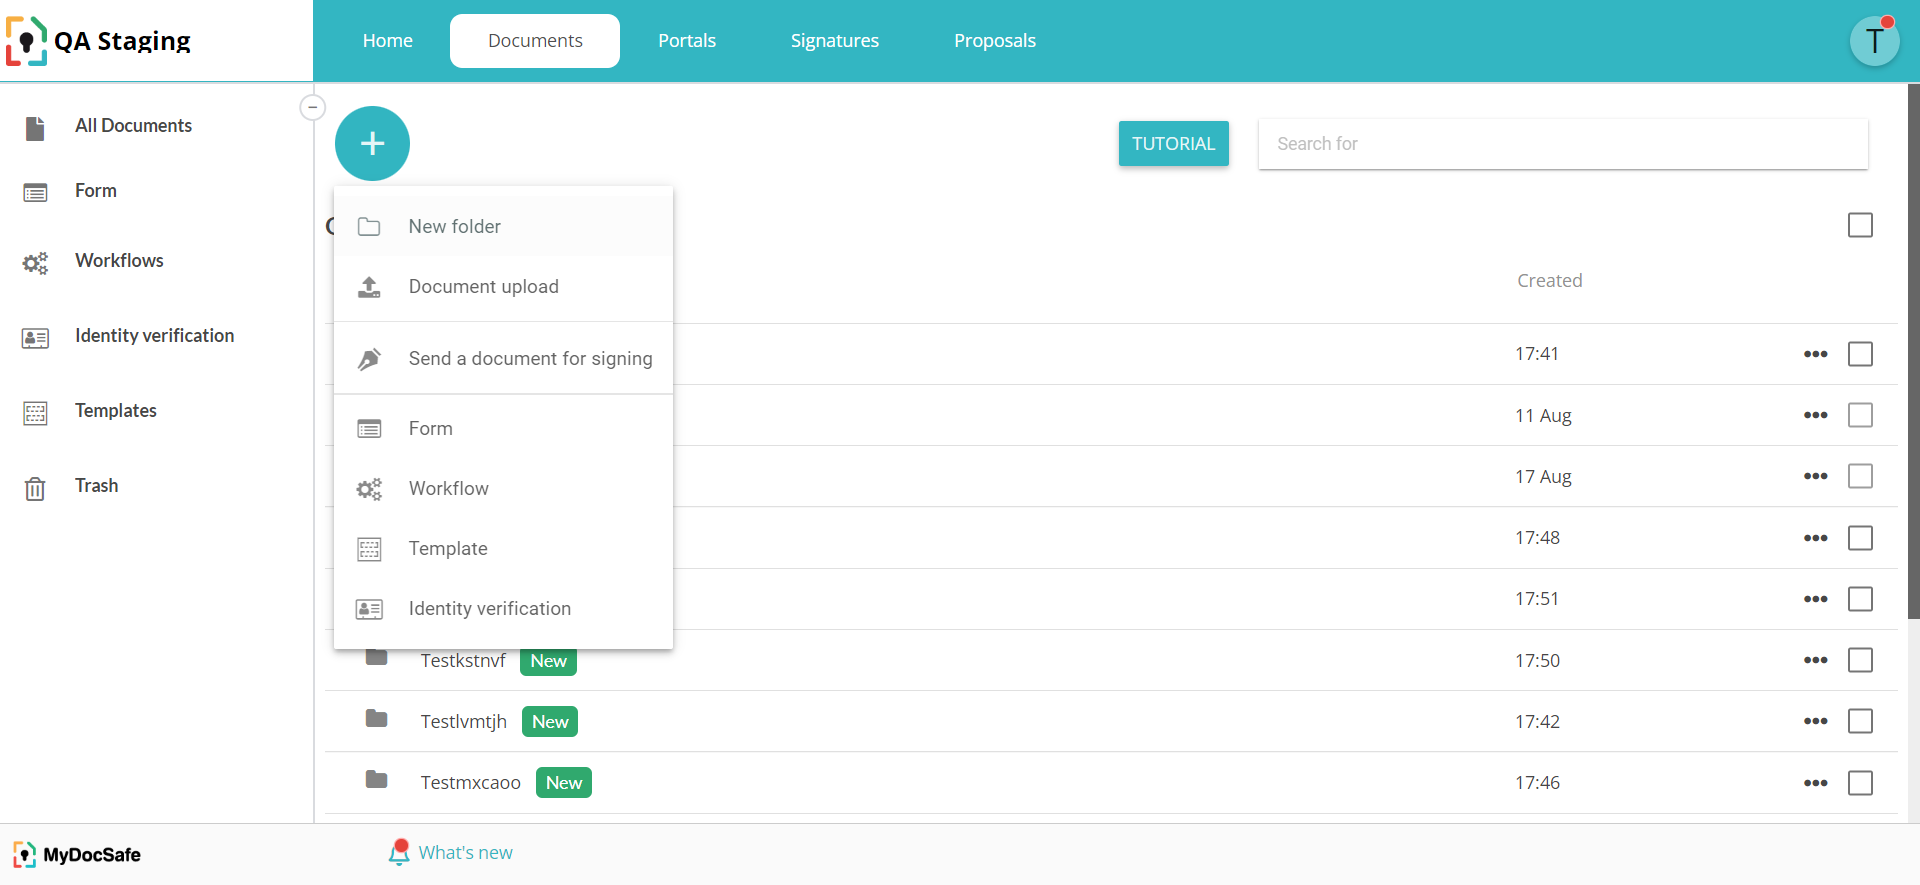 QA Staging
Home
Documents
Portals
Signatures
Proposals
T
All Documents
Form
Workflows
Identity verification
Templates
Trash
TUTORIAL
Search for
New folder
Document upload
Send a document for signing
Form
Workflow
Template
Identity verification
Created
17:41
11 Aug
17 Aug
17:48
17:51
Testkstnvf New 17:50
Testlvmtjh New 17:42
Testmxcaoo New 17:46
MyDocSafe
What's new